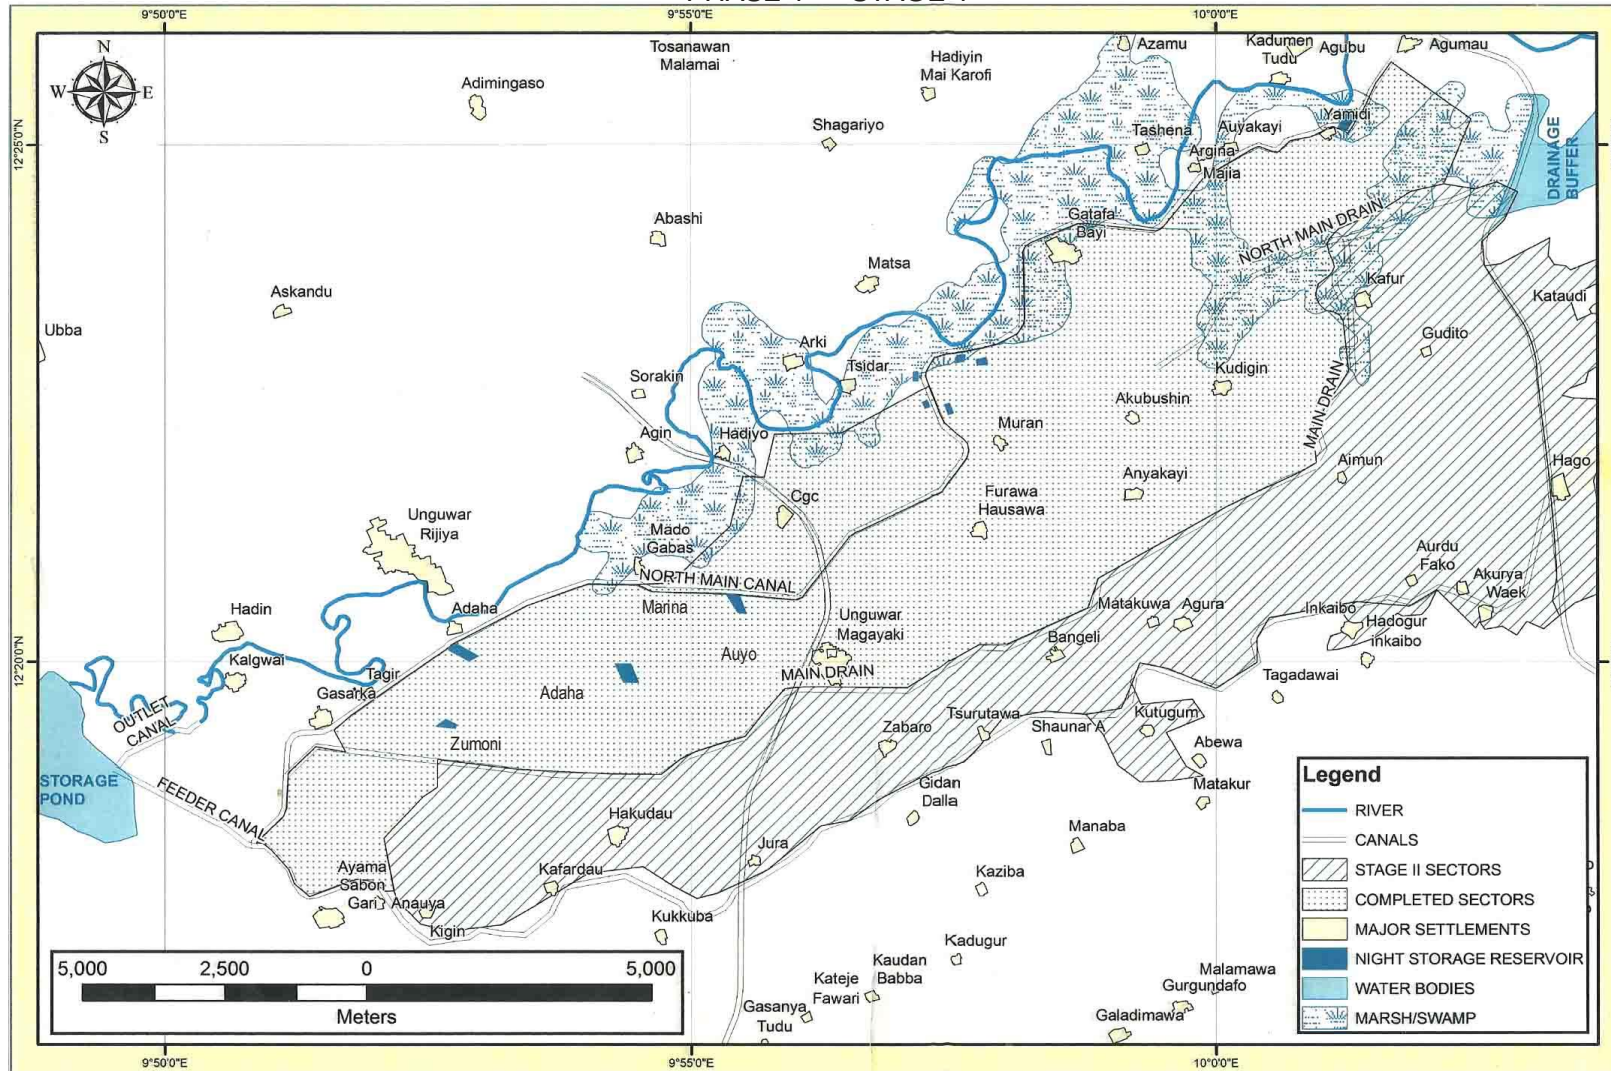 9°50'0"E
9°55'0"E
10°0'0"E
N
W
E
S
Tosanawan
Malamai
Adimingaso
Hadiyin
Mai Karofi
Azamu
Kadumen
Tudu
Agubu
Agumau
Shagariyo
Tashena
Auyakayi
Yamidi
Argina
Majia
12°25'0"N
DRAINAGE
BUFFER
Abashi
Gatafa
Bayi
NORTH MAIN DRAIN
Matsa
Askandu
Kafur
Kataudi
Ubba
Arki
Gudito
Tsidar
Sorakin
Kudigin
Akubushin
MAIN DRAIN
Agin
Hadiyo
Muran
Aimun
Hago
Anyakayi
Cgc
Furawa
Hausawa
Unguwar
Rijiya
Mado
Gabas
Aurdu
Fako
Akurya
Waek
NORTH MAIN CANAL
Hadin
Adaha
Marina
Unguwar
Magayaki
Matakuwa
Agura
Inkaibo
Hadogur
Inkaibo
Bangeli
12°20'0"N
Kalgwai
Tagir
Auyo
MAIN DRAIN
Tagadawai
Gasarka
Adaha
OUTLET
CANAL
Zumoni
Zabaro
Tsurutawa
Shaunar A
Kutugum
Abewa
STORAGE
POND
FEEDER CANAL
Gidan
Dalla
Matakur
Hakudau
Manaba
Jura
Ayama
Sabon
Gari
Anauya
Kafardau
Kaziba
Kigin
Kukkuba
Kadugur
Kaudan
Babba
Kateje
Fawari
Gasanya
Tudu
Malamawa
Gurgundafo
Galadimawa
Legend
RIVER
CANALS
STAGE II SECTORS
COMPLETED SECTORS
MAJOR SETTLEMENTS
NIGHT STORAGE RESERVOIR
WATER BODIES
MARSH/SWAMP
5,000
2,500
0
5,000
Meters
9°50'0"E
9°55'0"E
10°0'0"E